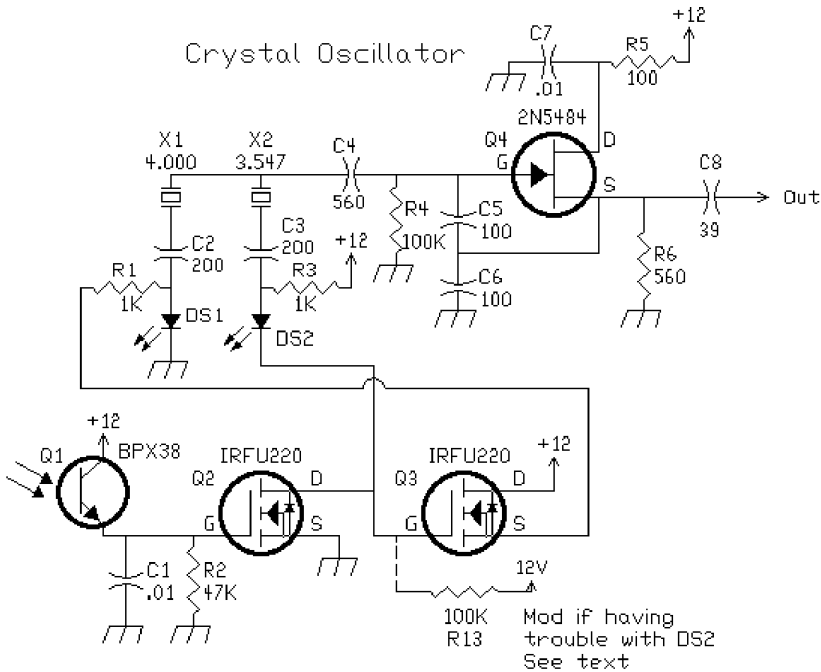 Crystal Oscillator
+12
C7
R5
.01
100
2N5484
Q4
G
D
S
X1
4.000
X2
3.547
C4
560
C8
39
Out
R4
100K
C5
100
C6
100
R6
560
C2
200
C3
200
+12
R1
1K
R3
1K
DS1
DS2
+12
Q1
BPX38
IRFU220
Q2
D
G
S
IRFU220
Q3
+12
D
G
S
C1
.01
R2
47K
12V
100K
R13
Mod if having
trouble with DS2
See text